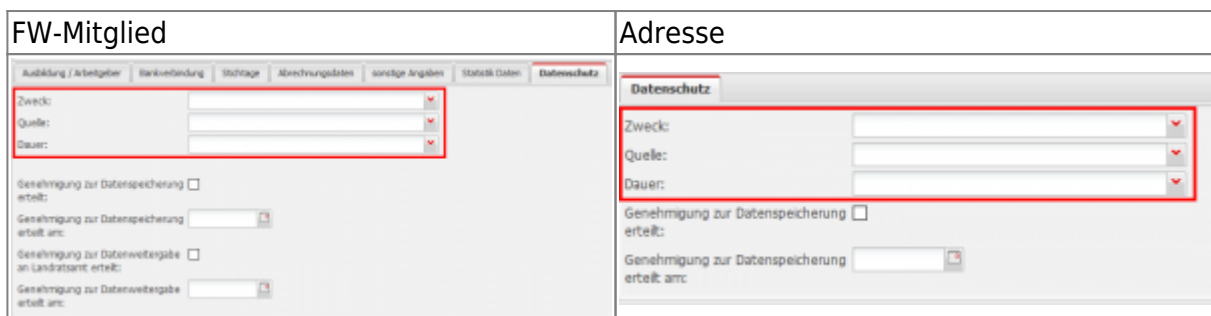 FW-Mitglied
Adresse
Ausbildung / Arbeitgeber Bankverbindung Stichtage Abrechnungsdaten sonstige Angaben Statistik Daten Datenschutz
Zweck:
Quelle:
Dauer:
Genehmigung zur Datenspeicherung
erteilt:
Genehmigung zur Datenspeicherung
erteilt am:
Genehmigung zur Datenweitergabe
an Landratsamt erteilt:
Genehmigung zur Datenweitergabe
erteilt am:
Datenschutz
Zweck:
Quelle:
Dauer:
Genehmigung zur Datenspeicherung
erteilt:
Genehmigung zur Datenspeicherung
erteilt am: